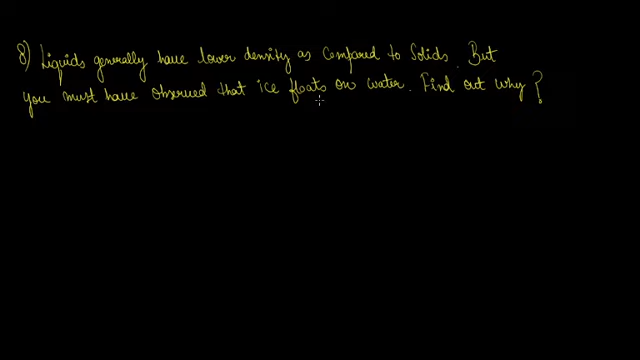 8) Liquids generally have lower density as compared to Solids. But
you must have observed that ice floats on water. Find out why?